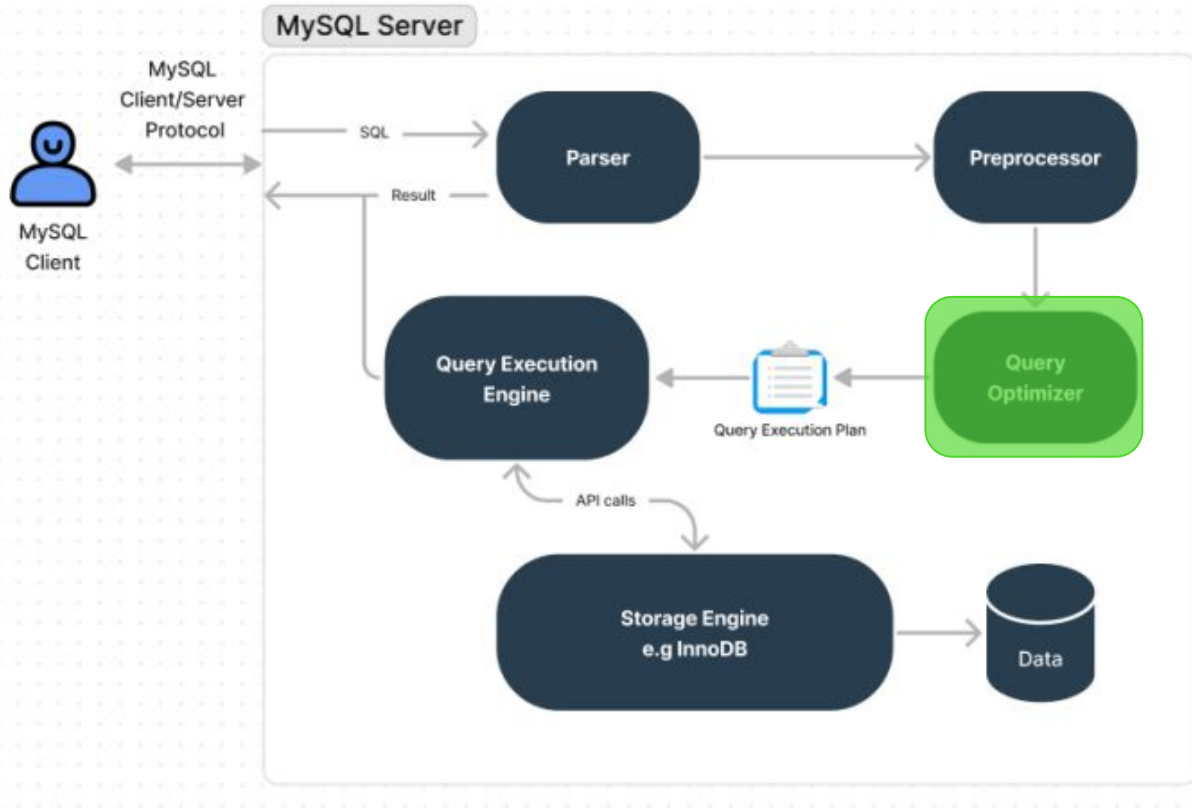 MySQL Server
MySQL
Client/Server
Protocol
SQL
Parser
Preprocessor
Result
MySQL
Client
Query Execution
Engine
Query Execution Plan
Query
Optimizer
API calls
Storage Engine
e.g InnoDB
Data